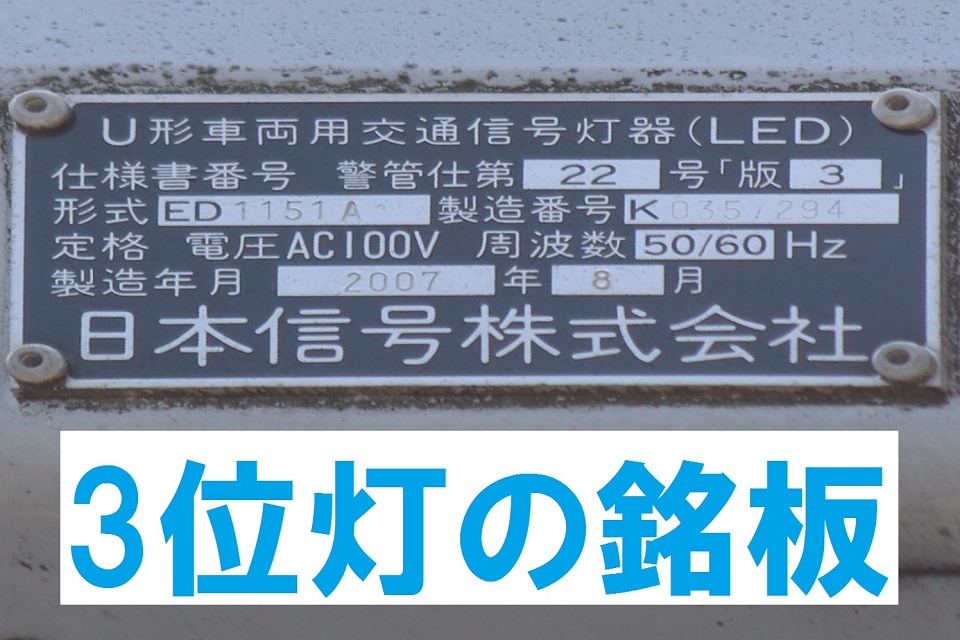 U形車両用交通信号灯器(LED)
仕様書番号 警管仕第 22 号「版 3 」
形式 ED1151A 製造番号 K 0357294
定格 電圧AC100V 周波数 50/60 Hz
製造年月 2007 年 8 月
日本信号株式会社
3位灯の銘板